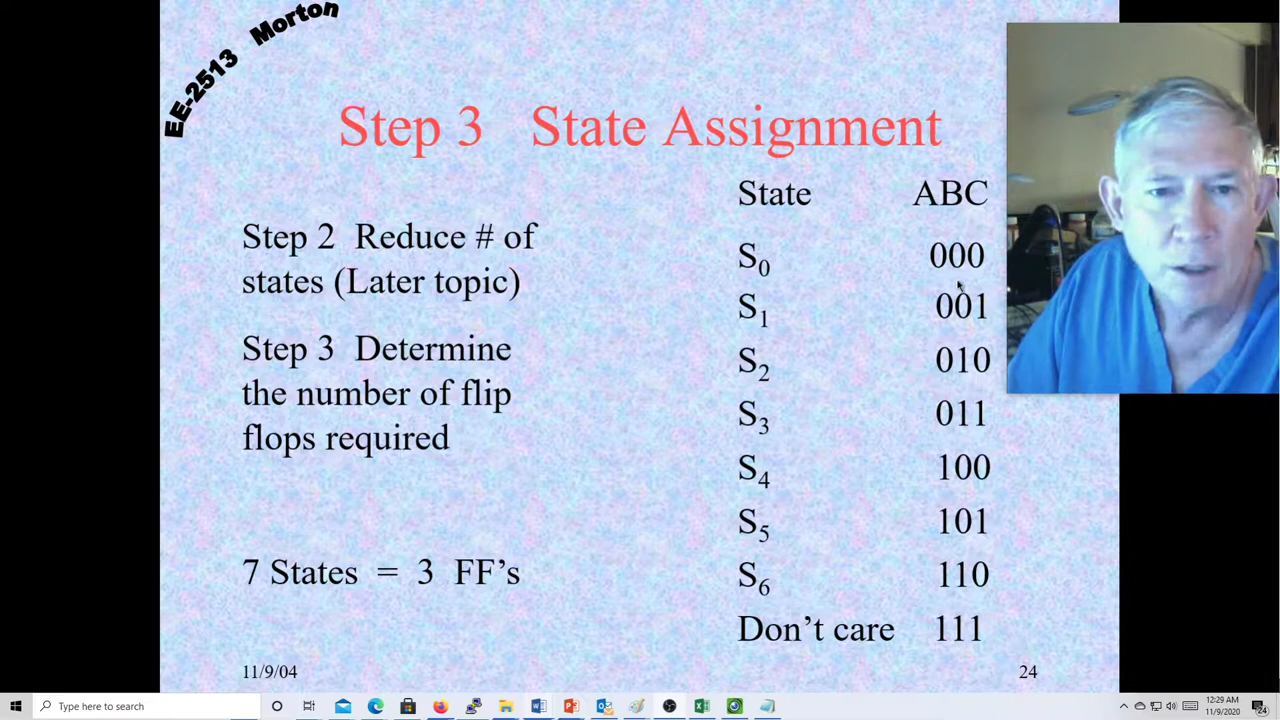 EE-2513 Morton
Step 3 State Assignment
Step 2 Reduce # of
states (Later topic)
Step 3 Determine
the number of flip
flops required
7 States = 3 FF's
State ABC
S0 000
S1 001
S2 010
S3 011
S4 100
S5 101
S6 110
Don't care 111
11/9/04
24
Type here to search
12:29 AM
11/9/2020
24